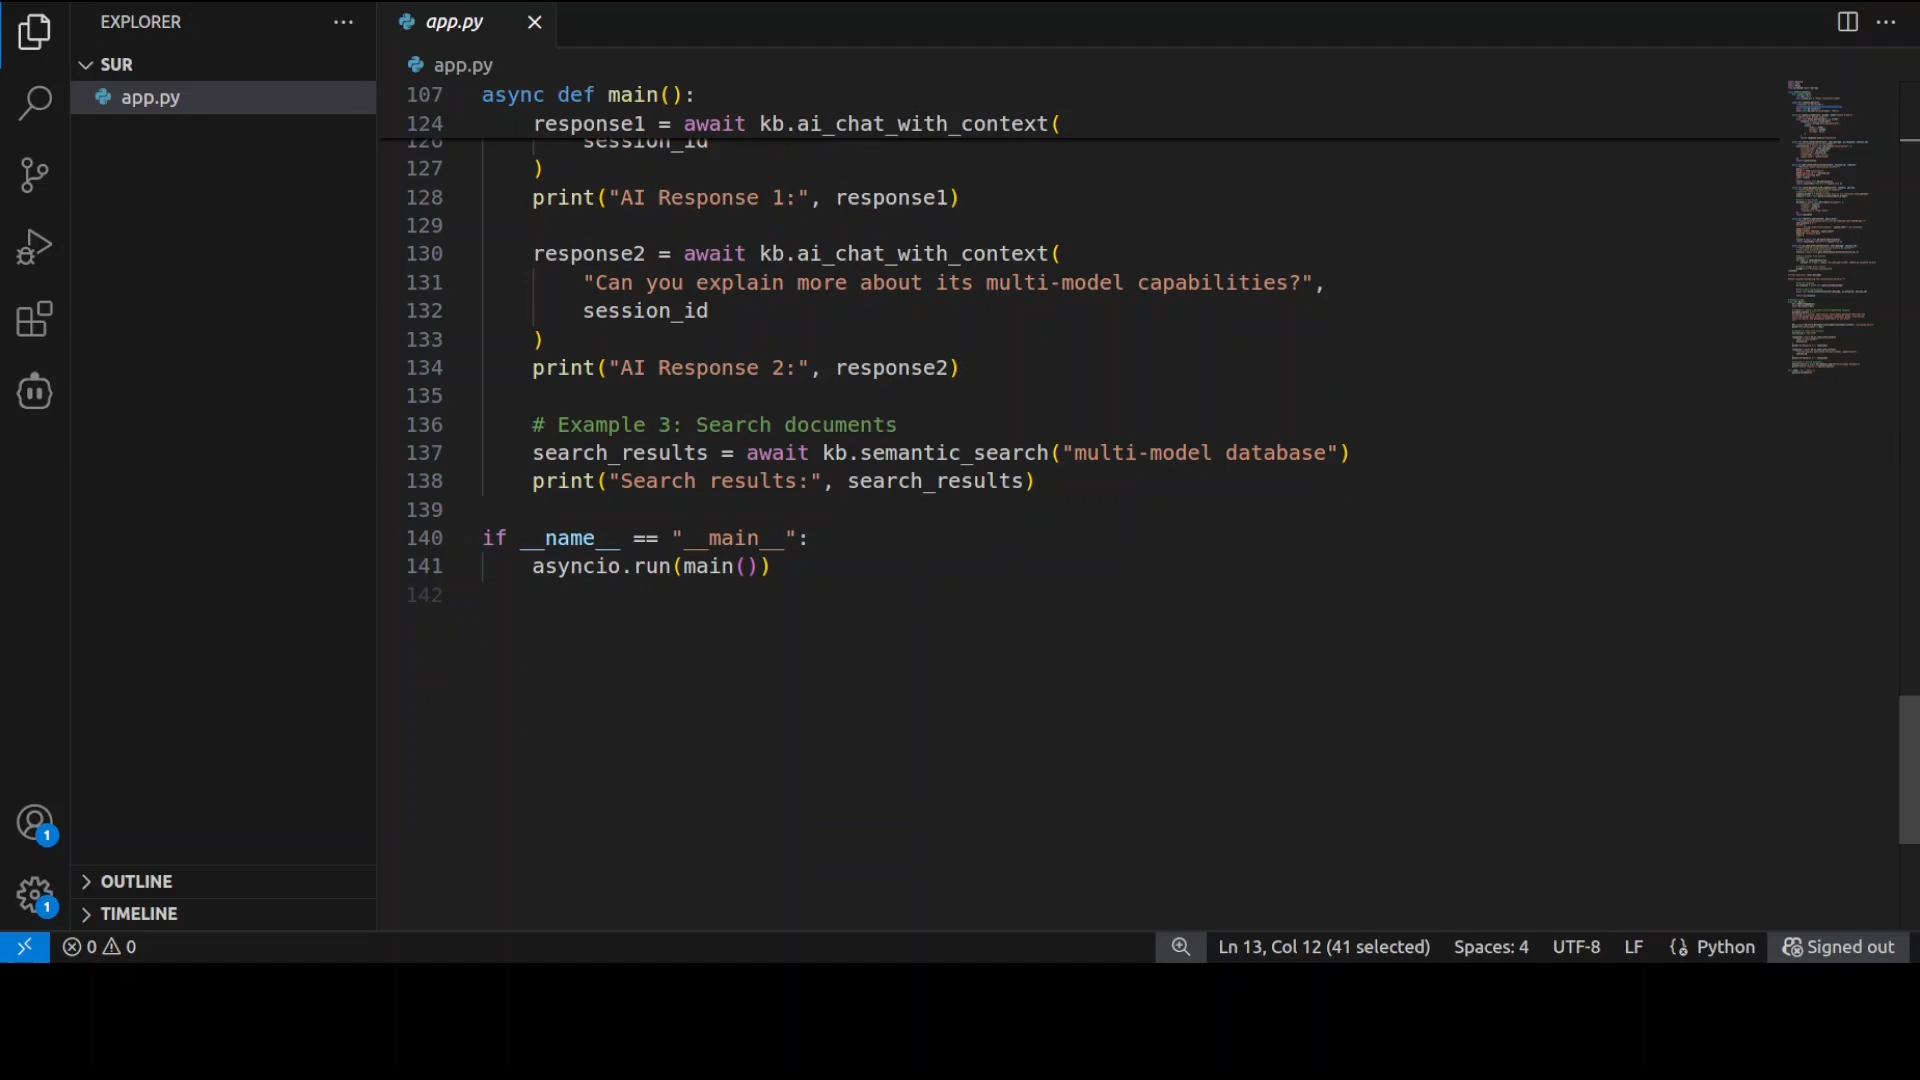 EXPLORER
SUR
app.py
OUTLINE
TIMELINE
app.py
app.py
107 async def main():
124 response1 = await kb.ai_chat_with_context(
126 session_id
127 )
128 print("AI Response 1:", response1)
129
130 response2 = await kb.ai_chat_with_context(
131 "Can you explain more about its multi-model capabilities?",
132 session_id
133 )
134 print("AI Response 2:", response2)
135
136 # Example 3: Search documents
137 search_results = await kb.semantic_search("multi-model database")
138 print("Search results:", search_results)
139
140 if __name__ == "__main__":
141 asyncio.run(main())
142
1
1
0 0 Ln 13, Col 12 (41 selected) Spaces: 4 UTF-8 LF Python Signed out